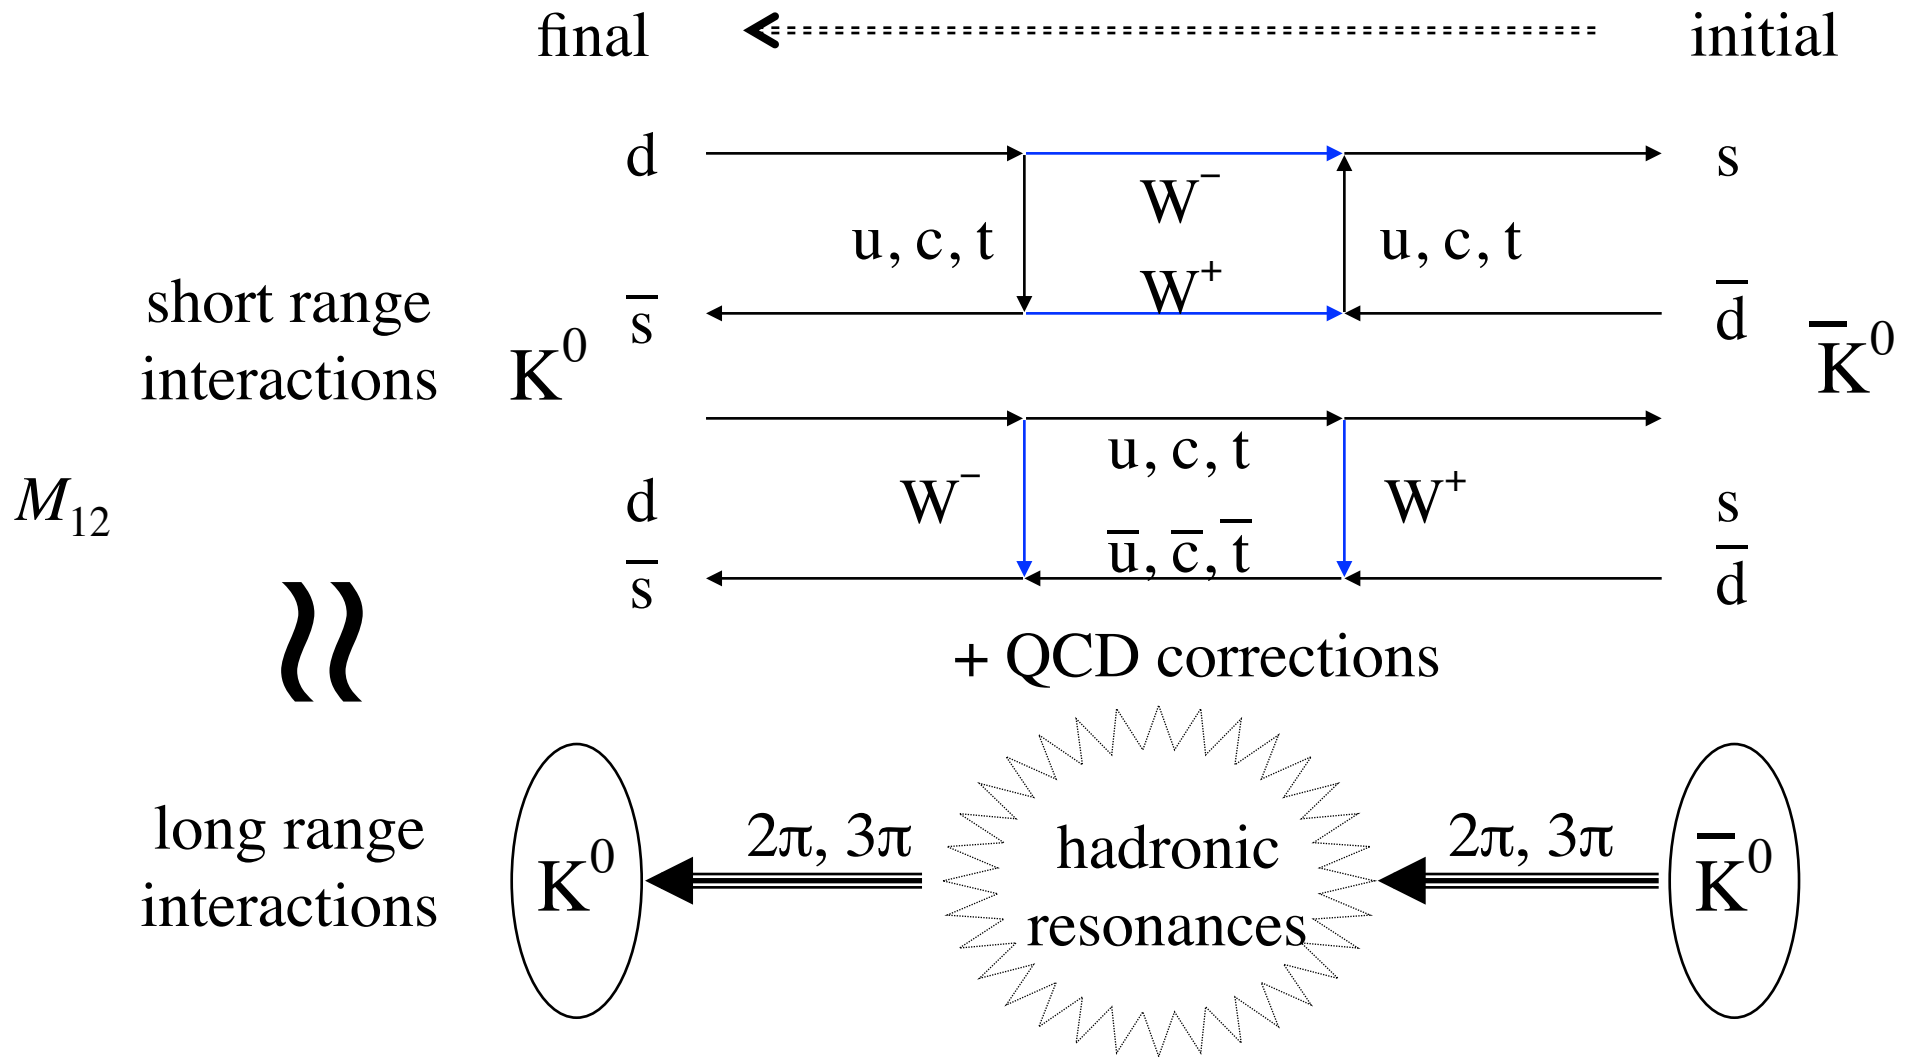 final initial
d W⁻ s
u, c, t u, c, t
short range W⁺
s̅ d̅
interactions K⁰ K̅⁰
u, c, t
M₁₂ d W⁻ W⁺ s
u̅, c̅, t̅
s̅ d̅
≈
+ QCD corrections
long range 2π, 3π hadronic 2π, 3π
interactions K⁰ resonances K̅⁰